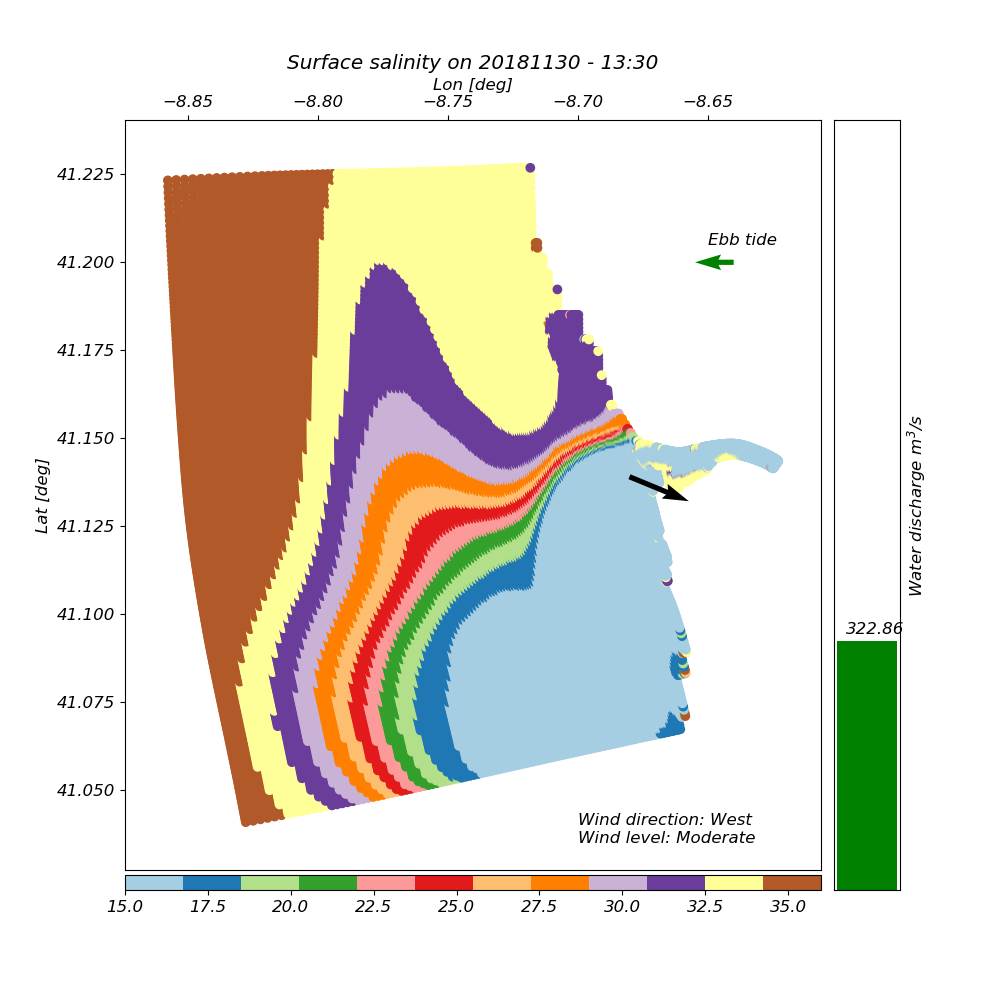 Surface salinity on 20181130 - 13:30
Lon [deg]
−8.85 −8.80 −8.75 −8.70 −8.65
41.225
41.200
41.175
41.150
41.125
41.100
41.075
41.050
Lat [deg]
Ebb tide
Wind direction: West
Wind level: Moderate
322.86
Water discharge m³/s
15.0 17.5 20.0 22.5 25.0 27.5 30.0 32.5 35.0